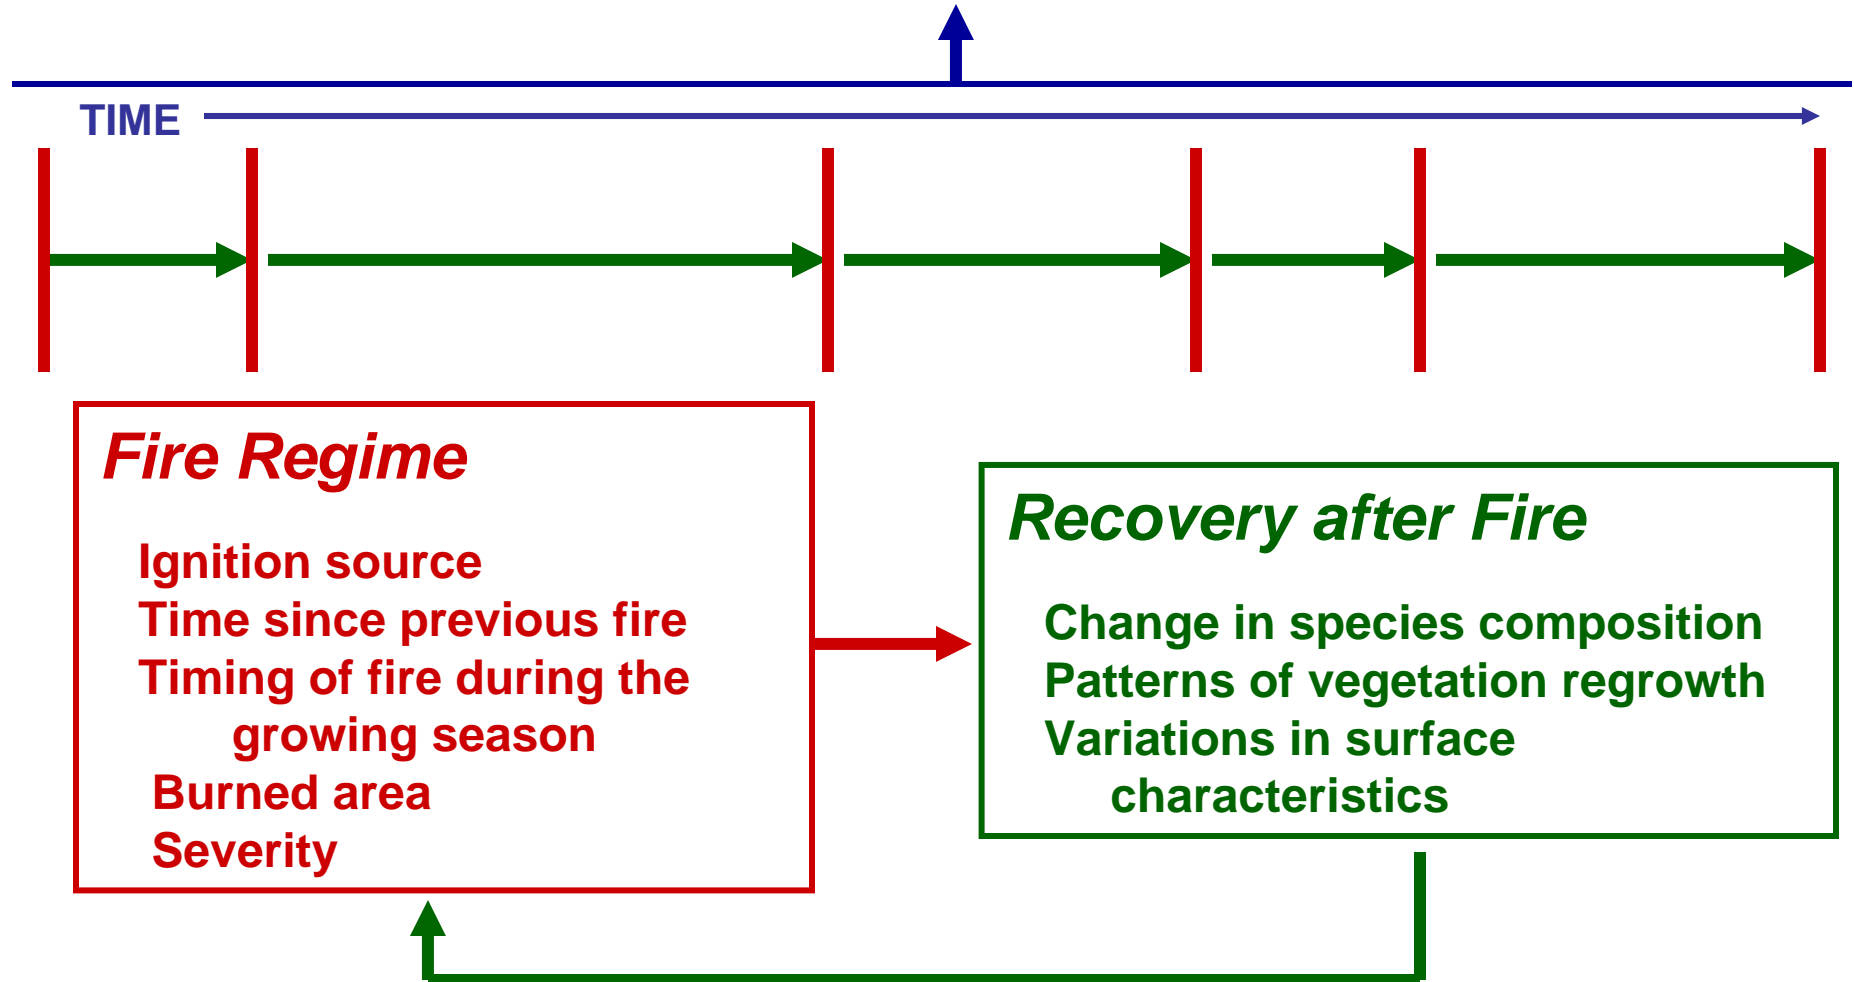 TIME
Fire Regime
Ignition source
Time since previous fire
Timing of fire during the
growing season
Burned area
Severity
Recovery after Fire
Change in species composition
Patterns of vegetation regrowth
Variations in surface
characteristics